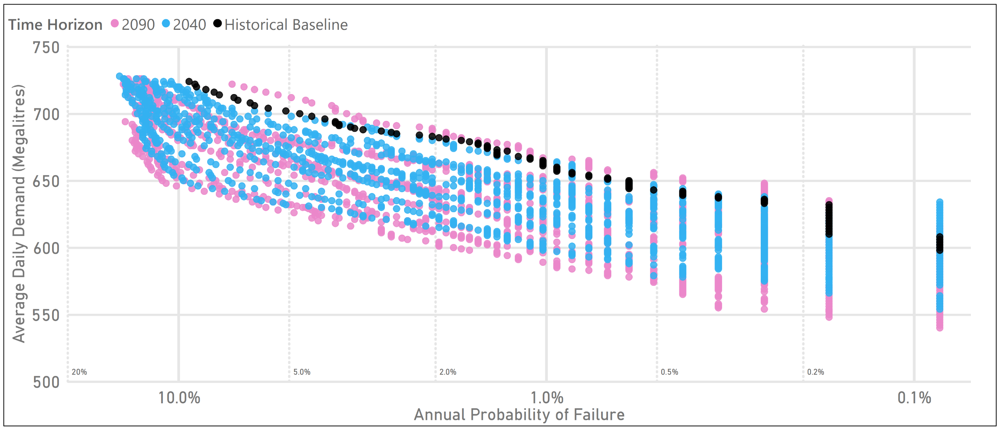 Time Horizon 2090 2040 Historical Baseline
Average Daily Demand (Megalitres)
750
700
650
600
550
500
20% 5.0% 2.0% 0.5% 0.2%
10.0% 1.0% 0.1%
Annual Probability of Failure